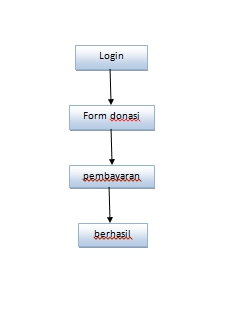 Login
Form donasi
pembayaran
berhasil